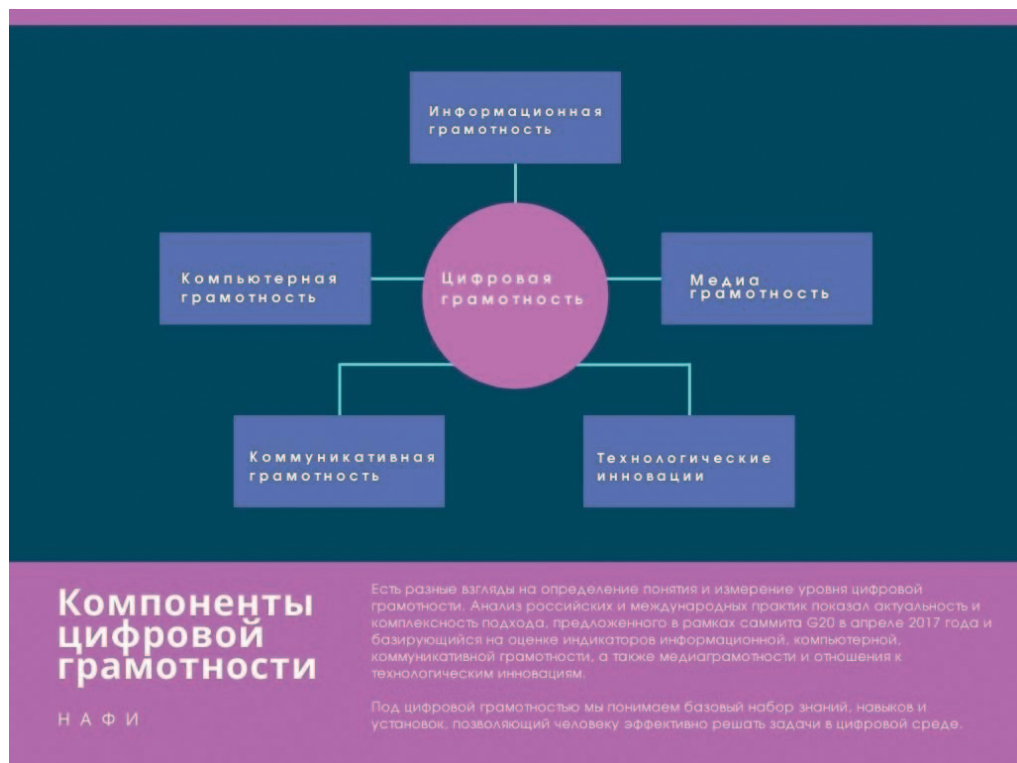 Информационная
грамотность
Компьютерная
грамотность
Цифровая
грамотность
Медиа
грамотность
Коммуникативная
грамотность
Технологические
инновации
Компоненты
цифровой
грамотности
НАФИ
Есть разные взгляды на определение понятия и измерение уровня цифровой
грамотности. Анализ российских и международных практик показал актуальность и
комплексность подхода, предложенного в рамках саммита G20 в апреле 2017 года и
базирующийся на оценке индикаторов информационной, компьютерной,
коммуникативной грамотности, а также медиаграмотности и отношения к
технологическим инновациям.
Под цифровой грамотностью мы понимаем базовый набор знаний, навыков и
установок, позволяющий человеку эффективно решать задачи в цифровой среде.